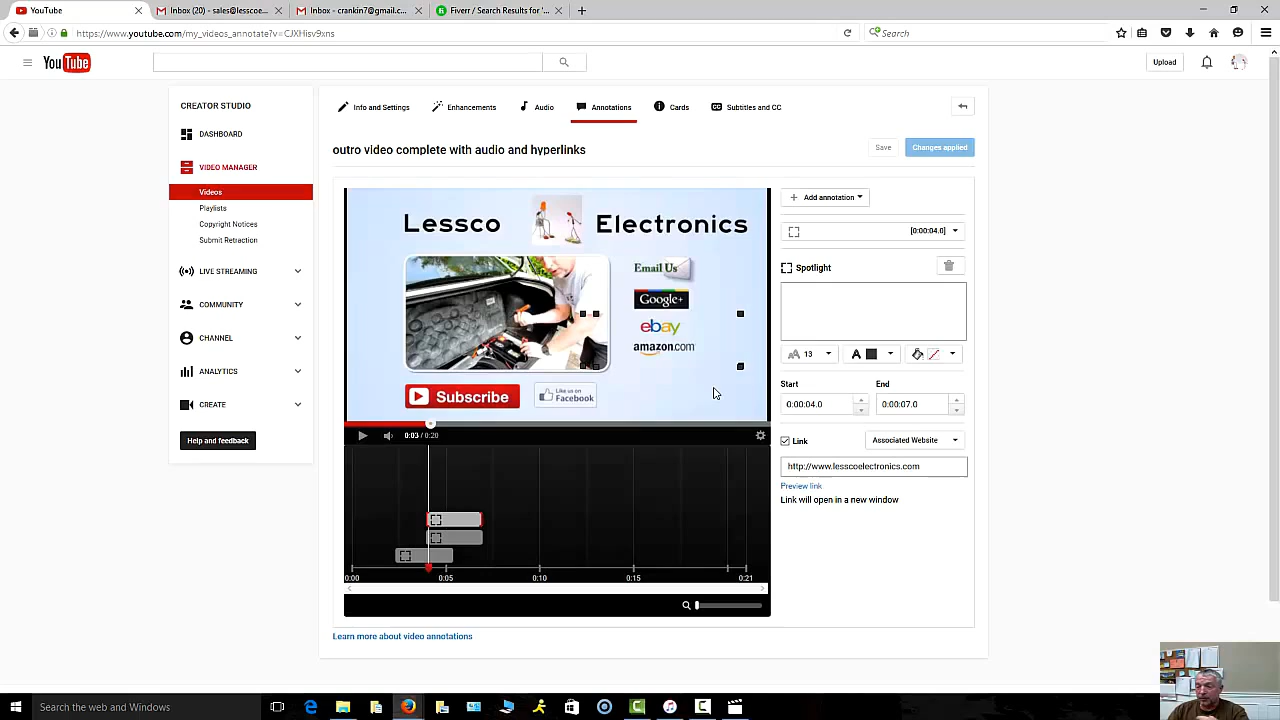 YouTube
Inbox (20) - sales@lesscoe...
Inbox - crankin7@gmail.c...
Fiverr / Search Results for '...
https://www.youtube.com/my_videos_annotate?v=CJXHisv9xns
Search
YouTube
Upload
CREATOR STUDIO
DASHBOARD
VIDEO MANAGER
Videos
Playlists
Copyright Notices
Submit Retraction
LIVE STREAMING
COMMUNITY
CHANNEL
ANALYTICS
CREATE
Help and feedback
Info and Settings
Enhancements
Audio
Annotations
Cards
Subtitles and CC
outro video complete with audio and hyperlinks
Save
Changes applied
Lessco Electronics
Email Us
Google+
ebay
amazon.com
Subscribe
Like us on
Facebook
0:03 / 0:20
0:00
0:05
0:10
0:15
0:21
Add annotation
[0:00:04.0]
Spotlight
13
A
Start
End
0:00:04.0
0:00:07.0
Link
Associated Website
http://www.lesscoelectronics.com
Preview link
Link will open in a new window
Learn more about video annotations
Search the web and Windows